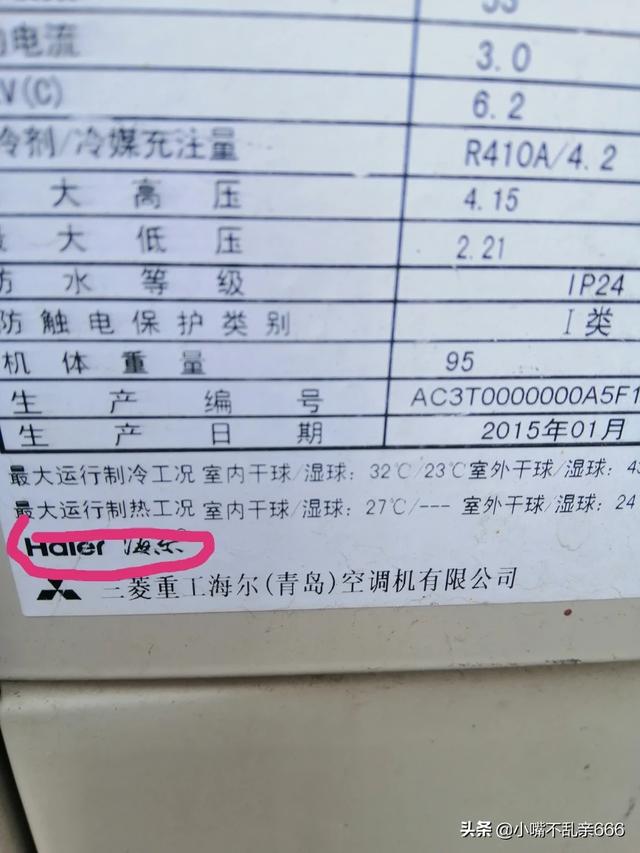 电流 3.0
V(C) 6.2
冷剂/冷媒充注量 R410A/4.2
大高压 4.15
最大低压 2.21
防水等级 IP24
防触电保护类别 I类
机体重量 95
生产编号 AC3T0000000A5F1
生产日期 2015年01月
最大运行制冷工况 室内干球/湿球: 32℃/23℃ 室外干球/湿球: 43
最大运行制热工况 室内干球/湿球: 27℃/--- 室外干球/湿球: 24
Haier 海尔
三菱重工海尔(青岛)空调机有限公司
头条 @小嘴不乱亲666